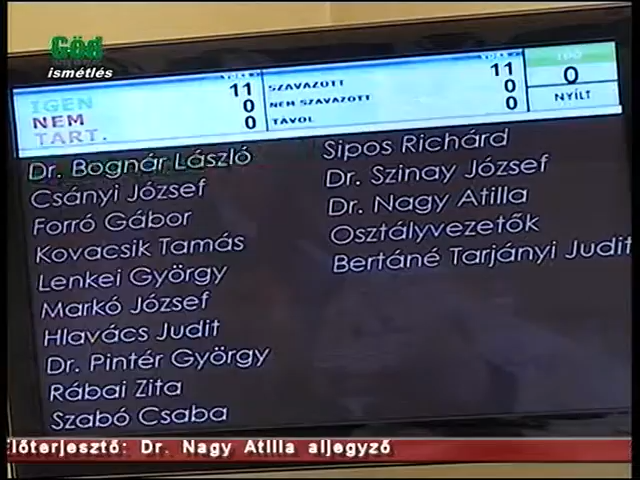 Göd
ismétlés
IGEN 11
NEM 0
TART. 0
SZAVAZOTT 11
NEM SZAVAZOTT 0
TÁVOL 0
IDŐ
0
NYÍLT
Dr. Bognár László
Csányi József
Forró Gábor
Kovacsik Tamás
Lenkei György
Markó József
Hlavács Judit
Dr. Pintér György
Rábai Zita
Szabó Csaba
Sipos Richárd
Dr. Szinay József
Dr. Nagy Atilla
Osztályvezetők
Bertáné Tarjányi Judit
lőterjesztő: Dr. Nagy Atilla aljegyző